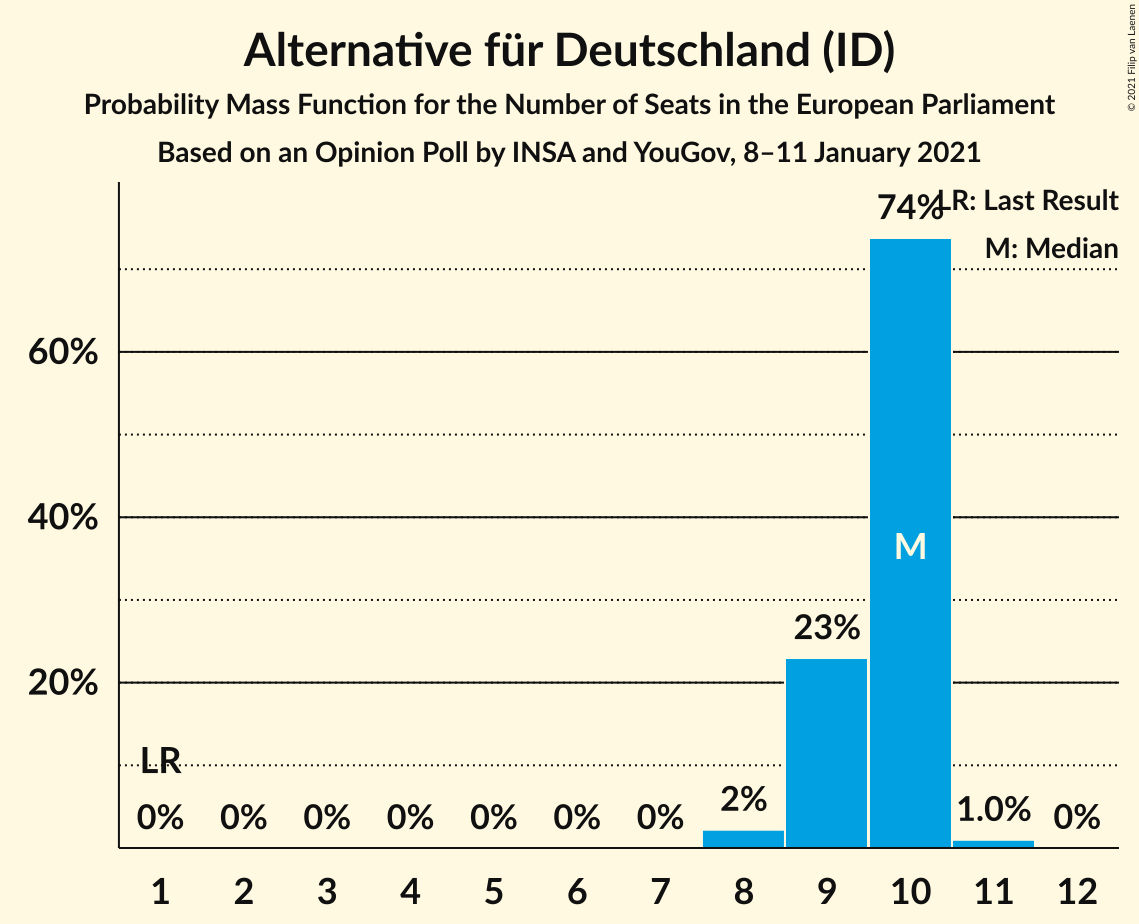 Alternative für Deutschland (ID)
Probability Mass Function for the Number of Seats in the European Parliament
Based on an Opinion Poll by INSA and YouGov, 8–11 January 2021
© 2021 Filip van Laenen
LR: Last Result
M: Median
60%
40%
20%
LR
0%
0%
0%
0%
0%
0%
0%
2%
23%
74%
M
1.0%
0%
1 2 3 4 5 6 7 8 9 10 11 12